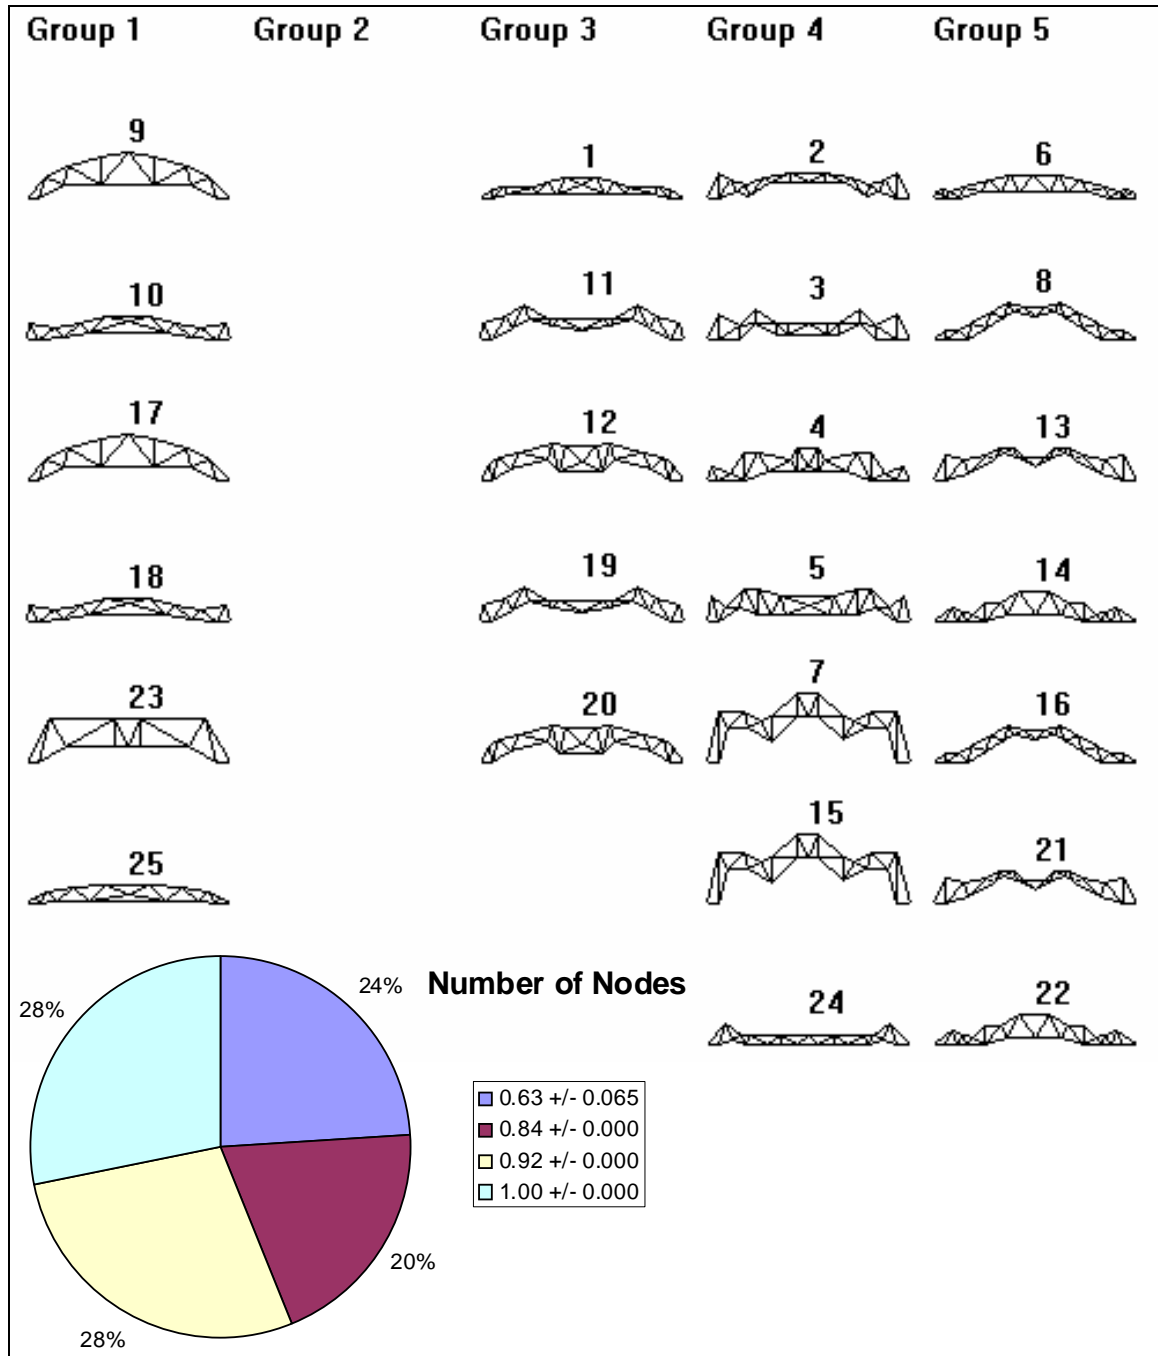 Group 1 Group 2 Group 3 Group 4 Group 5
9 1 2 6
10 11 3 8
17 12 4 13
18 19 5 14
23 20 7 16
25 15 21
24 22
Number of Nodes
24%
28%
20%
28%
0.63 +/- 0.065
0.84 +/- 0.000
0.92 +/- 0.000
1.00 +/- 0.000